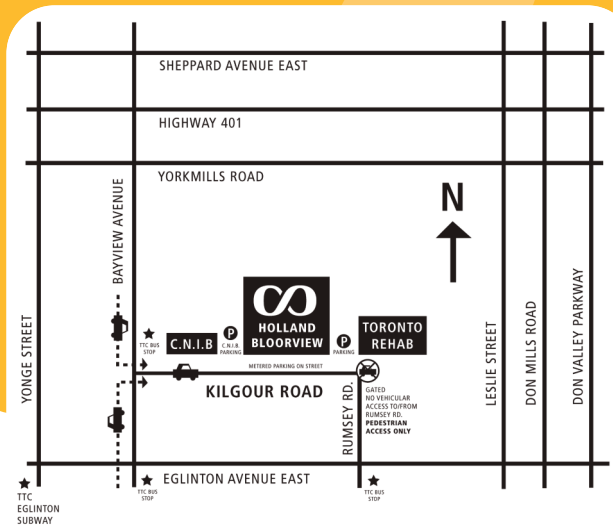 SHEPPARD AVENUE EAST
HIGHWAY 401
YORKMILLS ROAD
N
BAYVIEW AVENUE
YONGE STREET
LESLIE STREET
DON MILLS ROAD
DON VALLEY PARKWAY
TTC BUS
STOP
C.N.I.B
P
C.N.I.B.
PARKING
HOLLAND
BLOORVIEW
P
PARKING
TORONTO
REHAB
METERED PARKING ON STREET
KILGOUR ROAD
RUMSEY RD.
GATED
NO VEHICULAR
ACCESS TO/FROM
RUMSEY RD.
PEDESTRIAN
ACCESS ONLY
EGLINTON AVENUE EAST
TTC
EGLINTON
SUBWAY
TTC BUS
STOP
TTC BUS
STOP